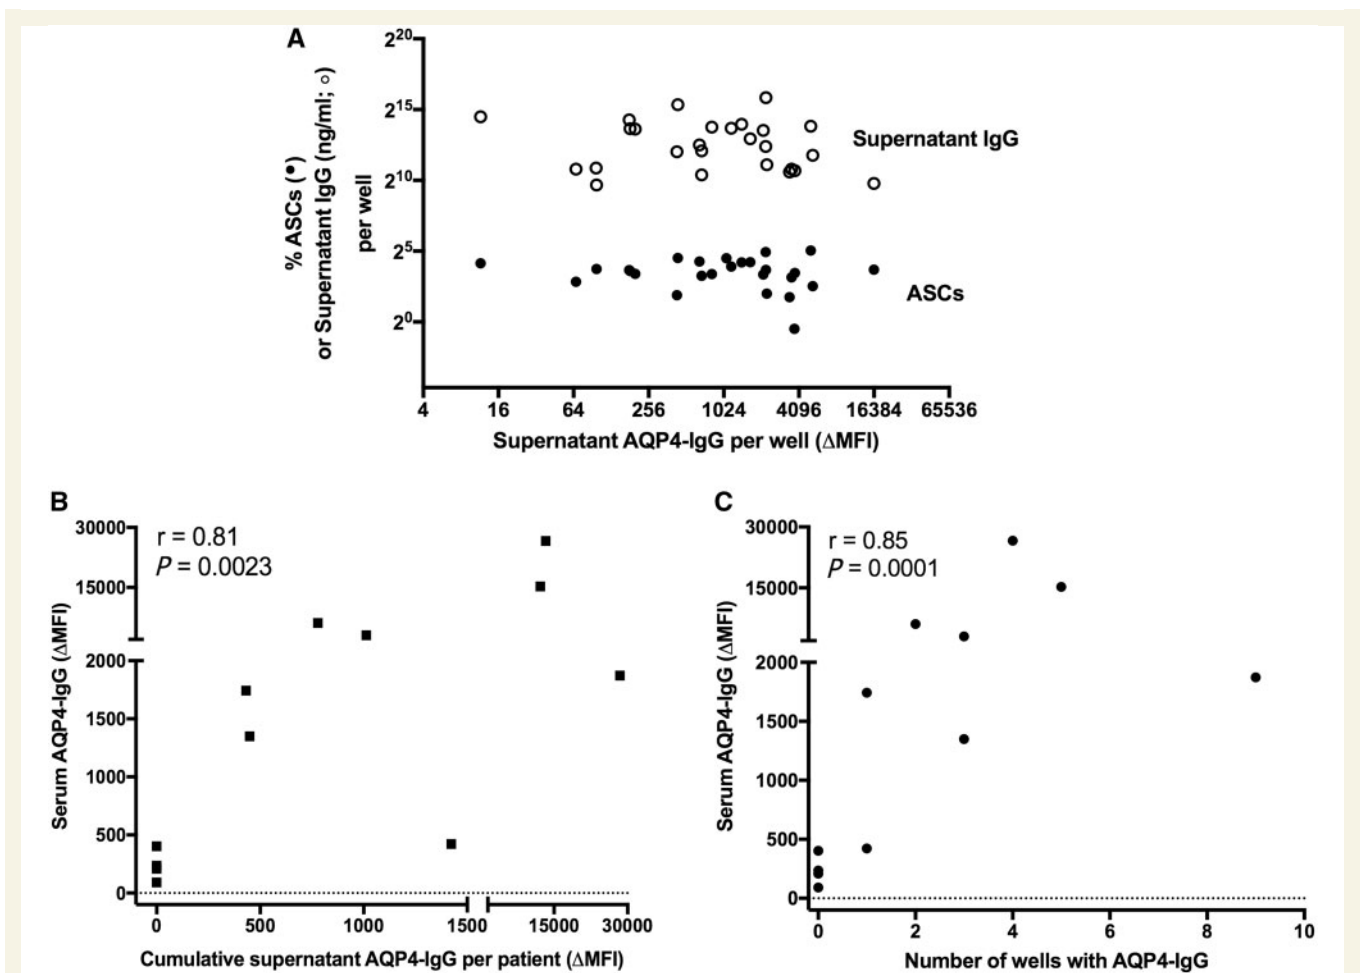 A
% ASCs (●)
or Supernatant IgG (ng/ml; ○)
per well
2^20
2^15
2^10
2^5
2^0
Supernatant IgG
ASCs
4 16 64 256 1024 4096 16384 65536
Supernatant AQP4-IgG per well (ΔMFI)
B
r = 0.81
P = 0.0023
Serum AQP4-IgG (ΔMFI)
30000
15000
2000
1500
1000
500
0
0 500 1000 1500 15000 30000
Cumulative supernatant AQP4-IgG per patient (ΔMFI)
C
r = 0.85
P = 0.0001
Serum AQP4-IgG (ΔMFI)
30000
15000
2000
1500
1000
500
0
0 2 4 6 8 10
Number of wells with AQP4-IgG